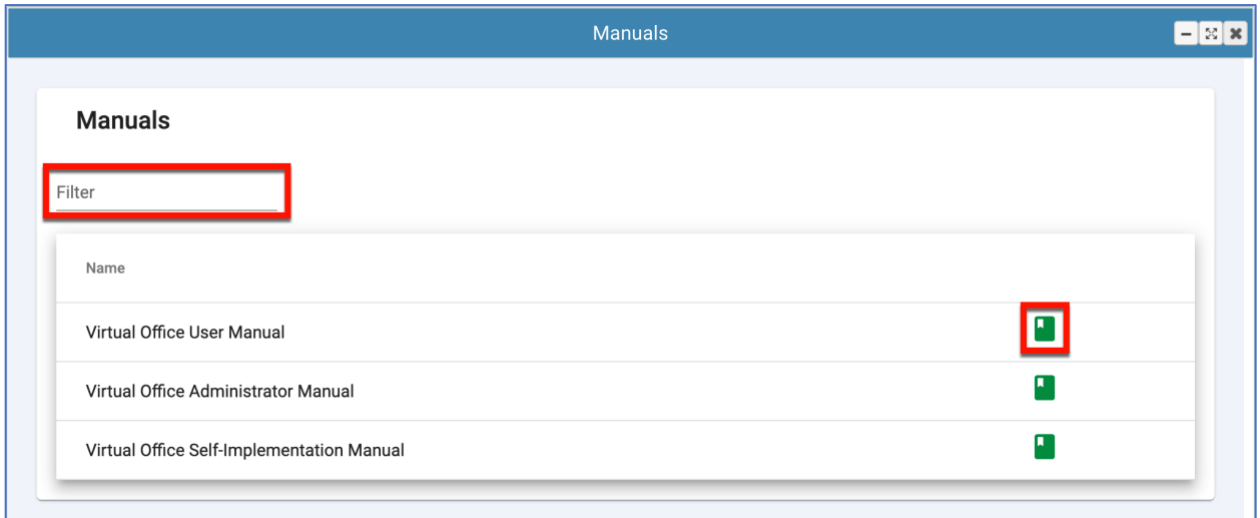 Manuals
Manuals
Filter
Name
Virtual Office User Manual
Virtual Office Administrator Manual
Virtual Office Self-Implementation Manual